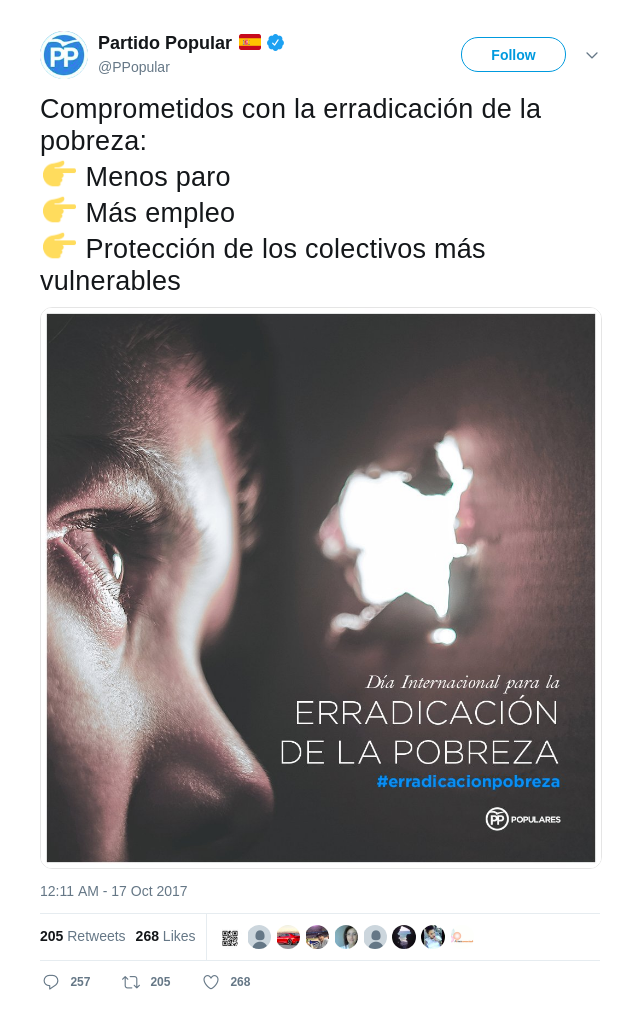 Partido Popular
@PPopular
Follow
Comprometidos con la erradicación de la
pobreza:
Menos paro
Más empleo
Protección de los colectivos más
vulnerables
Día Internacional para la
ERRADICACIÓN
DE LA POBREZA
#erradicacionpobreza
PP POPULARES
12:11 AM - 17 Oct 2017
205 Retweets 268 Likes
257 205 268